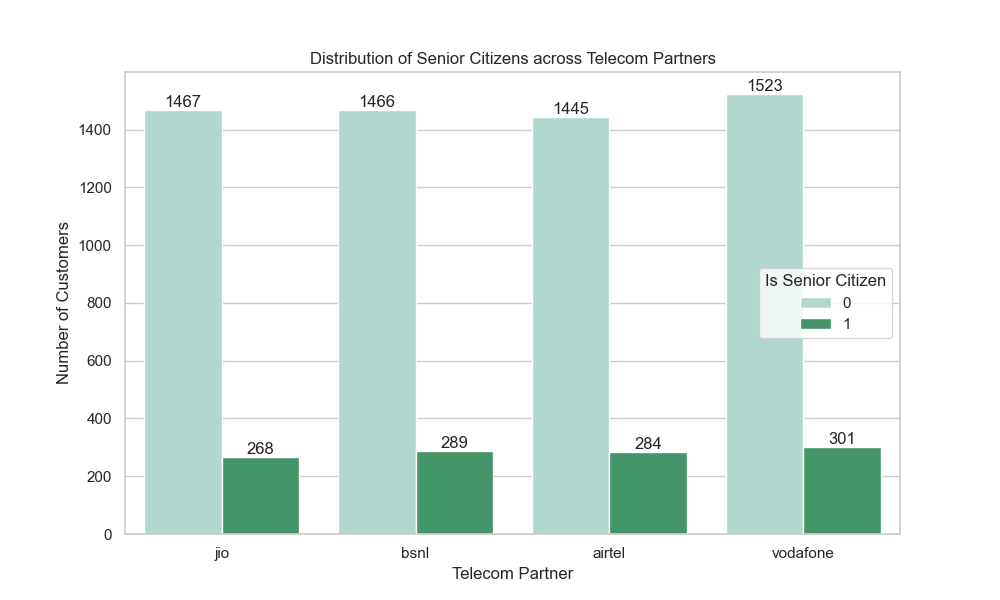 Distribution of Senior Citizens across Telecom Partners
1467
1466
1445
1523
268
289
284
301
Number of Customers
1400
1200
1000
800
600
400
200
0
Is Senior Citizen
0
1
jio
bsnl
airtel
vodafone
Telecom Partner